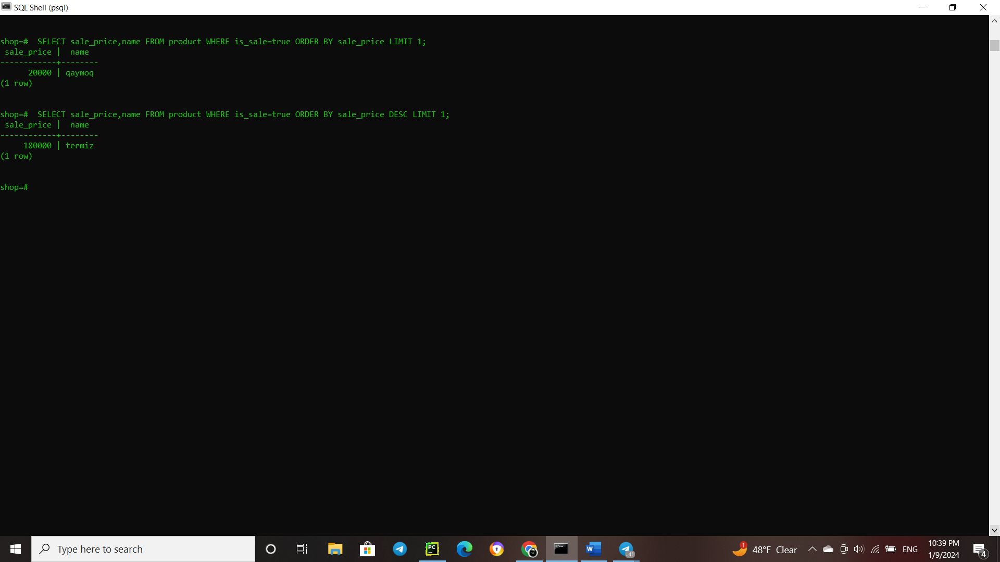 SQL Shell (psql)
shop=#  SELECT sale_price,name FROM product WHERE is_sale=true ORDER BY sale_price LIMIT 1;
 sale_price |  name
------------+--------
      20000 | qaymoq
(1 row)
shop=#  SELECT sale_price,name FROM product WHERE is_sale=true ORDER BY sale_price DESC LIMIT 1;
 sale_price |  name
------------+--------
     180000 | termiz
(1 row)
shop=#
Type here to search
PC
W
..41
1
48°F Clear
ENG
10:39 PM
1/9/2024
4